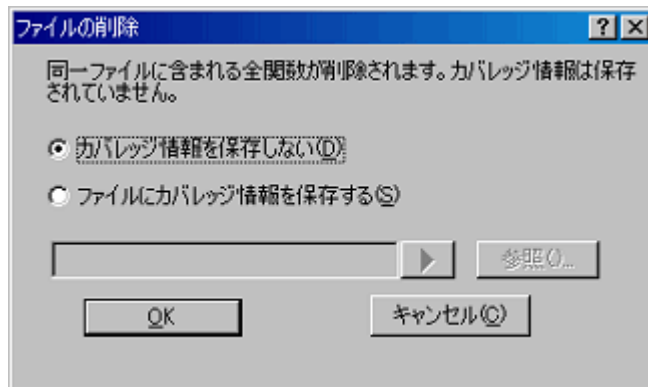 ファイルの削除
同一ファイルに含まれる全関数が削除されます。カバレッジ情報は保存
されていません。
カバレッジ情報を保存しない(D)
ファイルにカバレッジ情報を保存する(S)
参照()...
OK
キャンセル(C)